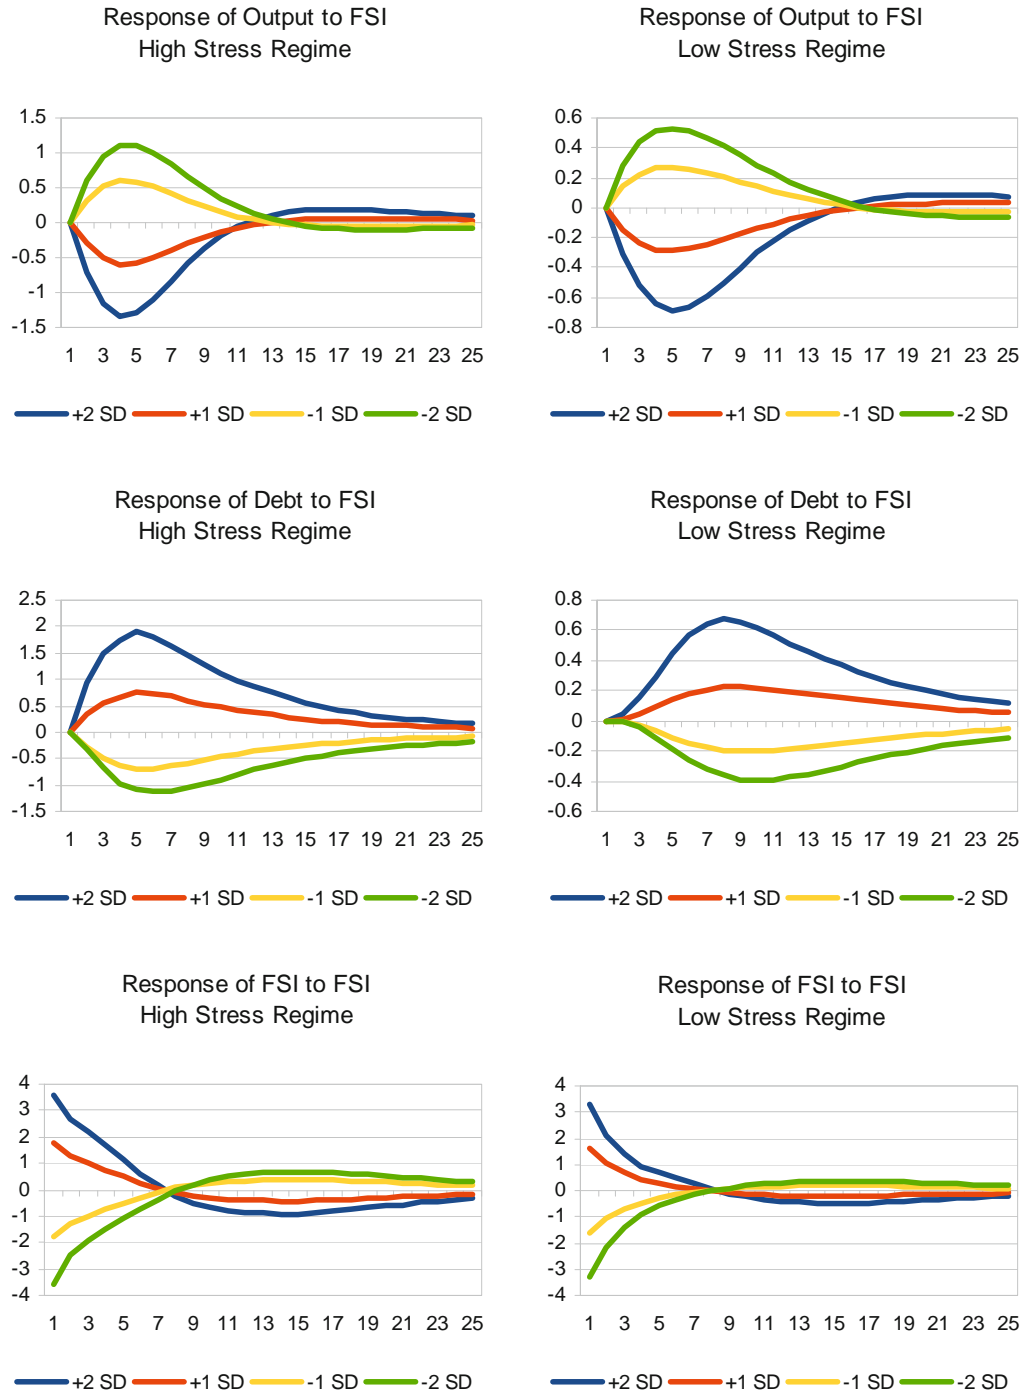 Response of Output to FSI
High Stress Regime
1.5
1
0.5
0
-0.5
-1
-1.5
1 3 5 7 9 11 13 15 17 19 21 23 25
+2 SD +1 SD -1 SD -2 SD
Response of Output to FSI
Low Stress Regime
0.6
0.4
0.2
0
-0.2
-0.4
-0.6
-0.8
1 3 5 7 9 11 13 15 17 19 21 23 25
+2 SD +1 SD -1 SD -2 SD
Response of Debt to FSI
High Stress Regime
2.5
2
1.5
1
0.5
0
-0.5
-1
-1.5
1 3 5 7 9 11 13 15 17 19 21 23 25
+2 SD +1 SD -1 SD -2 SD
Response of Debt to FSI
Low Stress Regime
0.8
0.6
0.4
0.2
0
-0.2
-0.4
-0.6
1 3 5 7 9 11 13 15 17 19 21 23 25
+2 SD +1 SD -1 SD -2 SD
Response of FSI to FSI
High Stress Regime
4
3
2
1
0
-1
-2
-3
-4
1 3 5 7 9 11 13 15 17 19 21 23 25
+2 SD +1 SD -1 SD -2 SD
Response of FSI to FSI
Low Stress Regime
4
3
2
1
0
-1
-2
-3
-4
1 3 5 7 9 11 13 15 17 19 21 23 25
+2 SD +1 SD -1 SD -2 SD